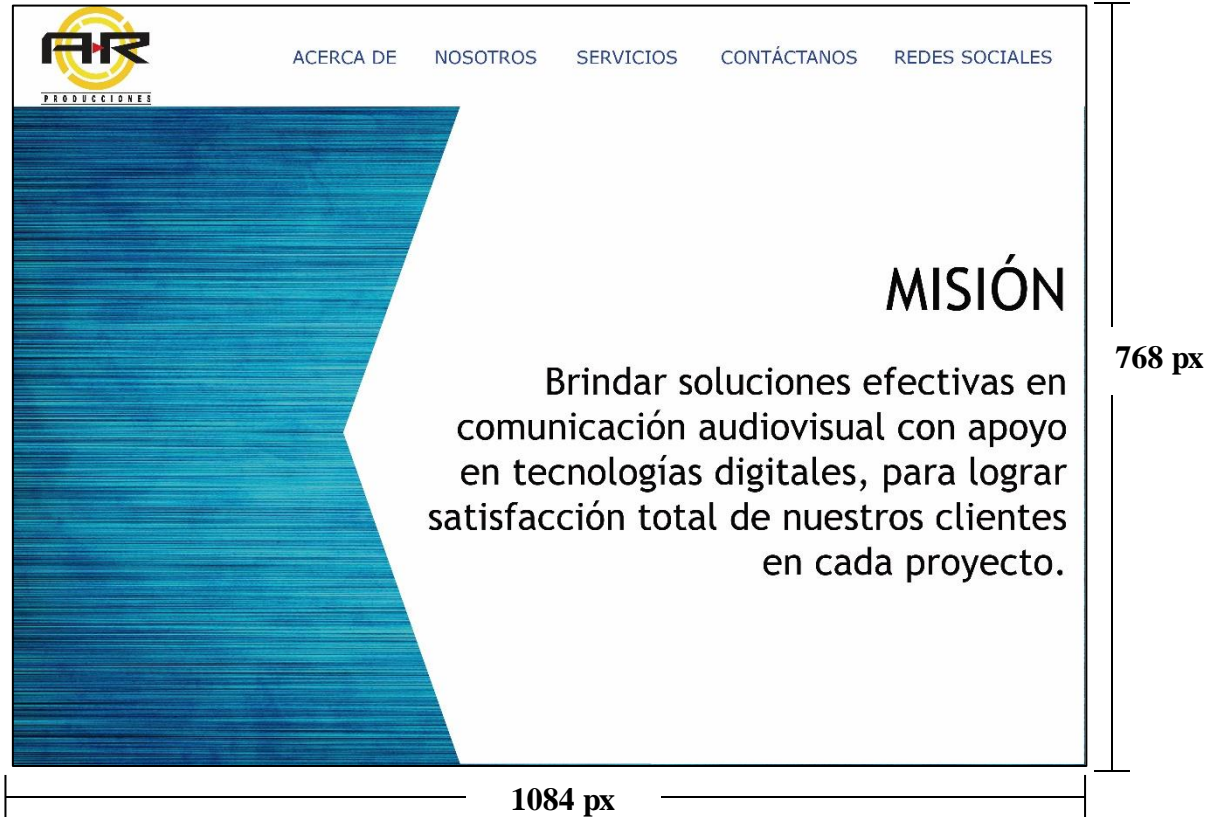 A R
PRODUCCIONES
ACERCA DE NOSOTROS SERVICIOS CONTÁCTANOS REDES SOCIALES
MISIÓN
Brindar soluciones efectivas en
comunicación audiovisual con apoyo
en tecnologías digitales, para lograr
satisfacción total de nuestros clientes
en cada proyecto.
768 px
1084 px